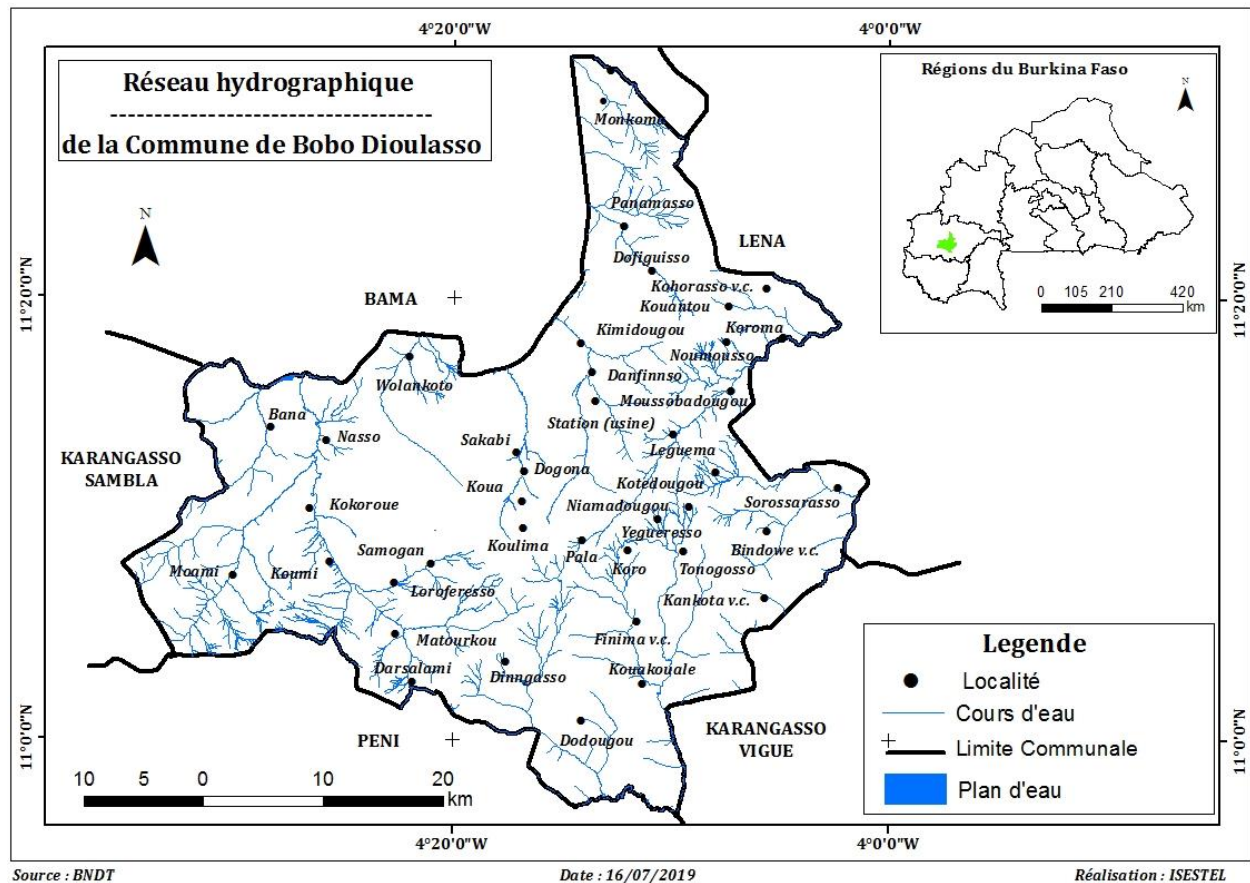 4°20'0"W
4°0'0"W
Réseau hydrographique
de la Commune de Bobo Dioulasso
Régions du Burkina Faso
N
0 105 210 420
km
N
11°20'0"N
11°20'0"N
Monkoma
Panamasso
LENA
Dofiguisso
Kohorasso v.c.
BAMA
Kouantou
Kimidougou
Koroma
Noumousso
Danfinnso
Wolankoto
Moussobadougou
Bana
Station (usine)
Nasso
Sakabi
Leguema
KARANGASSO
SAMBLA
Dogona
Koua
Kotedougou
Sorossarasso
Kokoroue
Niamadougou
Yegueresso
Koulima
Pala
Bindowe v.c.
Samogan
Koro
Tonogosso
Moami
Koumi
Loroferesso
Kankota v.c.
Matourkou
Finima v.c.
Darsalami
Dinngasso
Kouakouale
PENI
Dodougou
KARANGASSO
VIGUE
Legende
Localité
Cours d'eau
Limite Communale
Plan d'eau
11°0'0"N
11°0'0"N
10 5 0 10 20
km
4°20'0"W
4°0'0"W
Source : BNDT
Date : 16/07/2019
Réalisation : ISESTEL